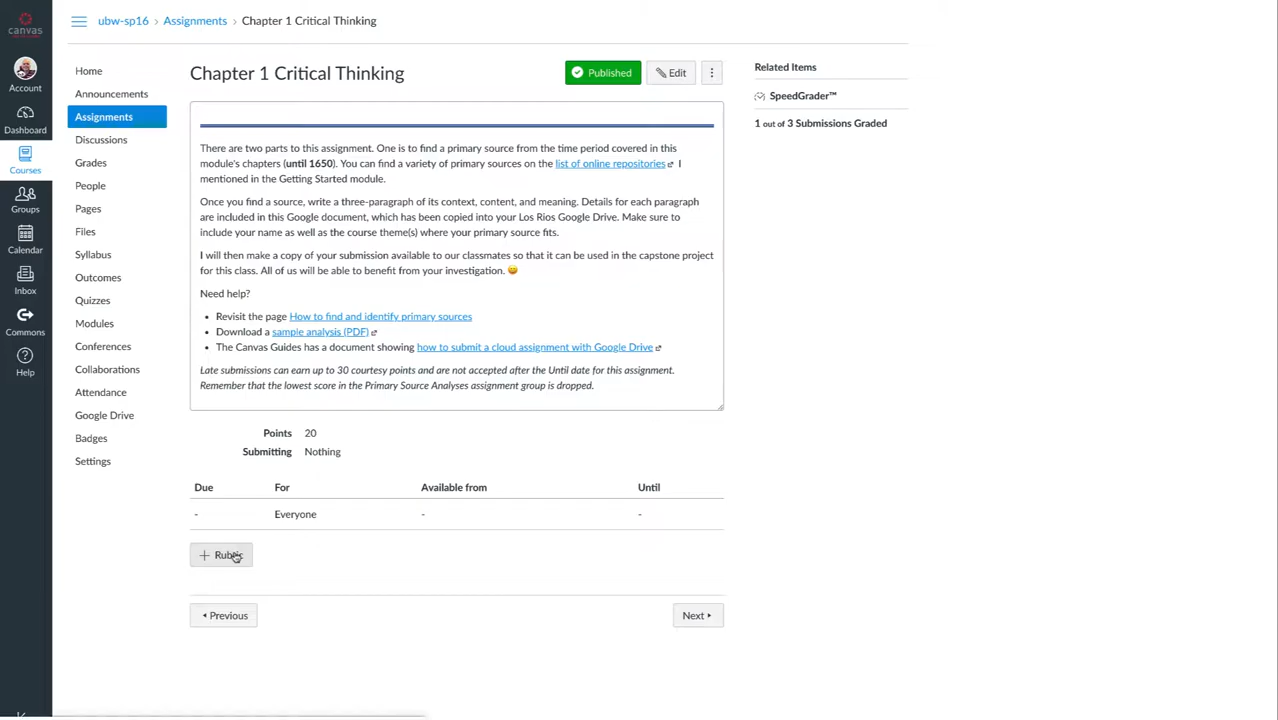 canvas
Account
Dashboard
Courses
Groups
Calendar
Inbox
Commons
Help
ubw-sp16 › Assignments › Chapter 1 Critical Thinking
Home
Announcements
Assignments
Discussions
Grades
People
Pages
Files
Syllabus
Outcomes
Quizzes
Modules
Conferences
Collaborations
Attendance
Google Drive
Badges
Settings
Chapter 1 Critical Thinking
Published
Edit
There are two parts to this assignment. One is to find a primary source from the time period covered in this
module's chapters (until 1650). You can find a variety of primary sources on the list of online repositories I
mentioned in the Getting Started module.
Once you find a source, write a three-paragraph of its context, content, and meaning. Details for each paragraph
are included in this Google document, which has been copied into your Los Rios Google Drive. Make sure to
include your name as well as the course theme(s) where your primary source fits.
I will then make a copy of your submission available to our classmates so that it can be used in the capstone project
for this class. All of us will be able to benefit from your investigation. 😀
Need help?
• Revisit the page How to find and identify primary sources
• Download a sample analysis (PDF)
• The Canvas Guides has a document showing how to submit a cloud assignment with Google Drive
Late submissions can earn up to 30 courtesy points and are not accepted after the Until date for this assignment.
Remember that the lowest score in the Primary Source Analyses assignment group is dropped.
Points 20
Submitting Nothing
Due For Available from Until
- Everyone - -
+ Rubric
Previous
Next
Related Items
SpeedGrader™
1 out of 3 Submissions Graded